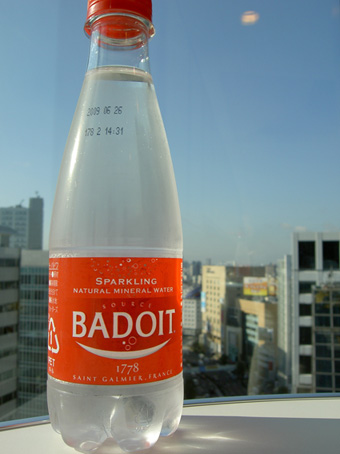 2009 06 26
178 2 14:31
SPARKLING
NATURAL MINERAL WATER
SOURCE
BADOIT
1778
SAINT GALMIER, FRANCE